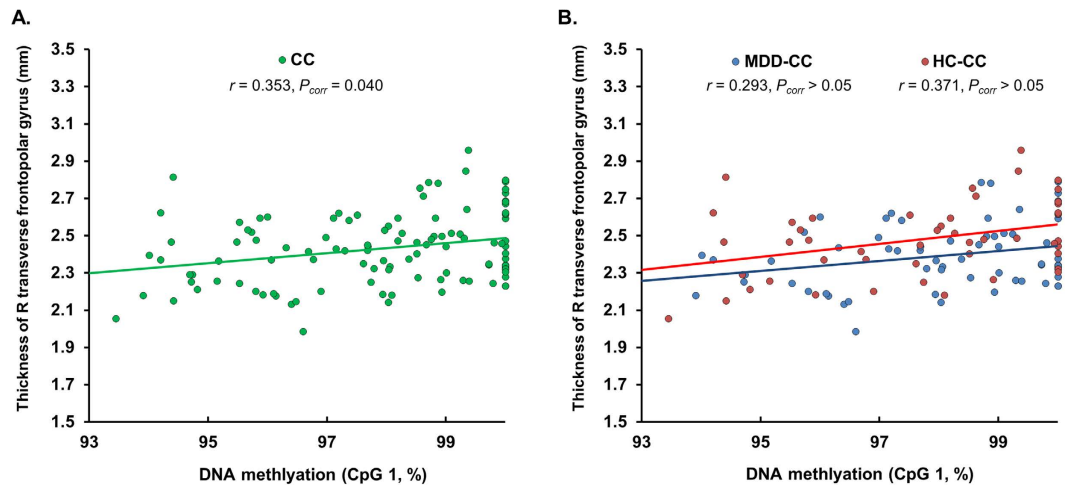 A.
Thickness of R transverse frontopolar gyrus (mm)
3.5
3.3
3.1
2.9
2.7
2.5
2.3
2.1
1.9
1.7
1.5
CC
r = 0.353, Pcorr = 0.040
93
95
97
99
DNA methlyation (CpG 1, %)
B.
Thickness of R transverse frontopolar gyrus (mm)
3.5
3.3
3.1
2.9
2.7
2.5
2.3
2.1
1.9
1.7
1.5
MDD-CC
r = 0.293, Pcorr > 0.05
HC-CC
r = 0.371, Pcorr > 0.05
93
95
97
99
DNA methlyation (CpG 1, %)